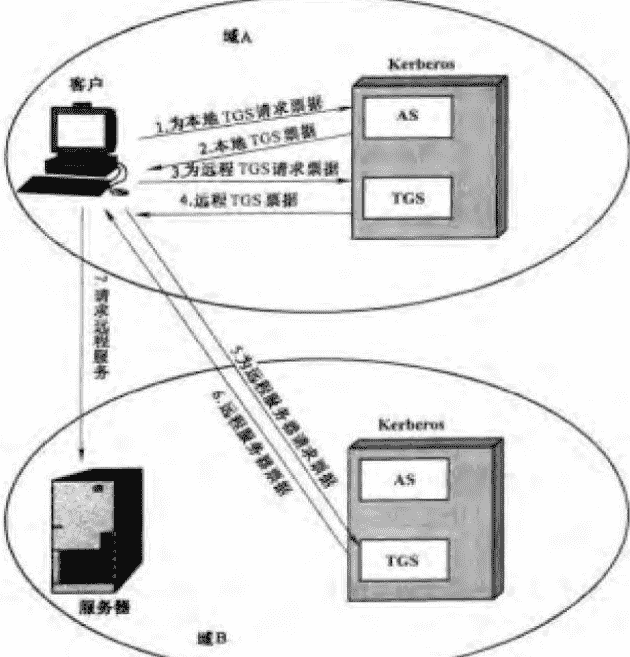 域A
客户
Kerberos
1.为本地TGS请求票据
AS
2.本地TGS票据
3.为远程TGS请求票据
TGS
4.远程TGS票据
7.请求远程服务
5.为远程服务器请求票据
6.远程服务器票据
Kerberos
AS
TGS
服务器
域B